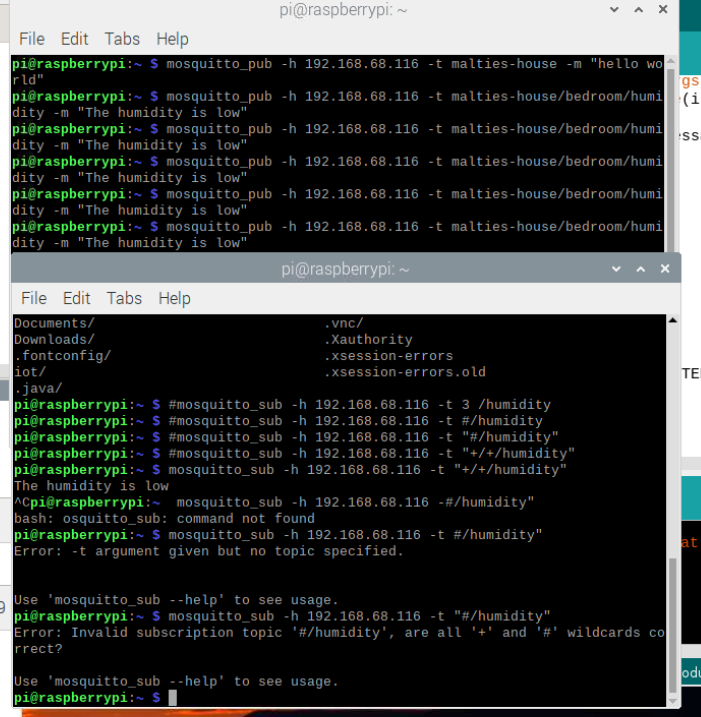 pi@raspberrypi: ~
File Edit Tabs Help
pi@raspberrypi:~ $ mosquitto_pub -h 192.168.68.116 -t malties-house -m "hello wo
rld"
pi@raspberrypi:~ $ mosquitto_pub -h 192.168.68.116 -t malties-house/bedroom/humi
dity -m "The humidity is low"
pi@raspberrypi:~ $ mosquitto_pub -h 192.168.68.116 -t malties-house/bedroom/humi
dity -m "The humidity is low"
pi@raspberrypi:~ $ mosquitto_pub -h 192.168.68.116 -t malties-house/bedroom/humi
dity -m "The humidity is low"
pi@raspberrypi:~ $ mosquitto_pub -h 192.168.68.116 -t malties-house/bedroom/humi
dity -m "The humidity is low"
pi@raspberrypi:~ $ mosquitto_pub -h 192.168.68.116 -t malties-house/bedroom/humi
dity -m "The humidity is low"
pi@raspberrypi: ~
File Edit Tabs Help
Documents/ .vnc/
Downloads/ .Xauthority
.fontconfig/ .xsession-errors
iot/ .xsession-errors.old
.java/
pi@raspberrypi:~ $ #mosquitto_sub -h 192.168.68.116 -t 3 /humidity
pi@raspberrypi:~ $ #mosquitto_sub -h 192.168.68.116 -t #/humidity
pi@raspberrypi:~ $ #mosquitto_sub -h 192.168.68.116 -t "#/humidity"
pi@raspberrypi:~ $ #mosquitto_sub -h 192.168.68.116 -t "+/+/humidity"
pi@raspberrypi:~ $ mosquitto_sub -h 192.168.68.116 -t "+/+/humidity"
The humidity is low
^Cpi@raspberrypi:~  mosquitto_sub -h 192.168.68.116 -#/humidity"
bash: osquitto_sub: command not found
pi@raspberrypi:~ $ mosquitto_sub -h 192.168.68.116 -t #/humidity"
Error: -t argument given but no topic specified.
Use 'mosquitto_sub --help' to see usage.
pi@raspberrypi:~ $ mosquitto_sub -h 192.168.68.116 -t "#/humidity"
Error: Invalid subscription topic '#/humidity', are all '+' and '#' wildcards co
rrect?
Use 'mosquitto_sub --help' to see usage.
pi@raspberrypi:~ $
gs
(i
ess
TE
at
odu
9